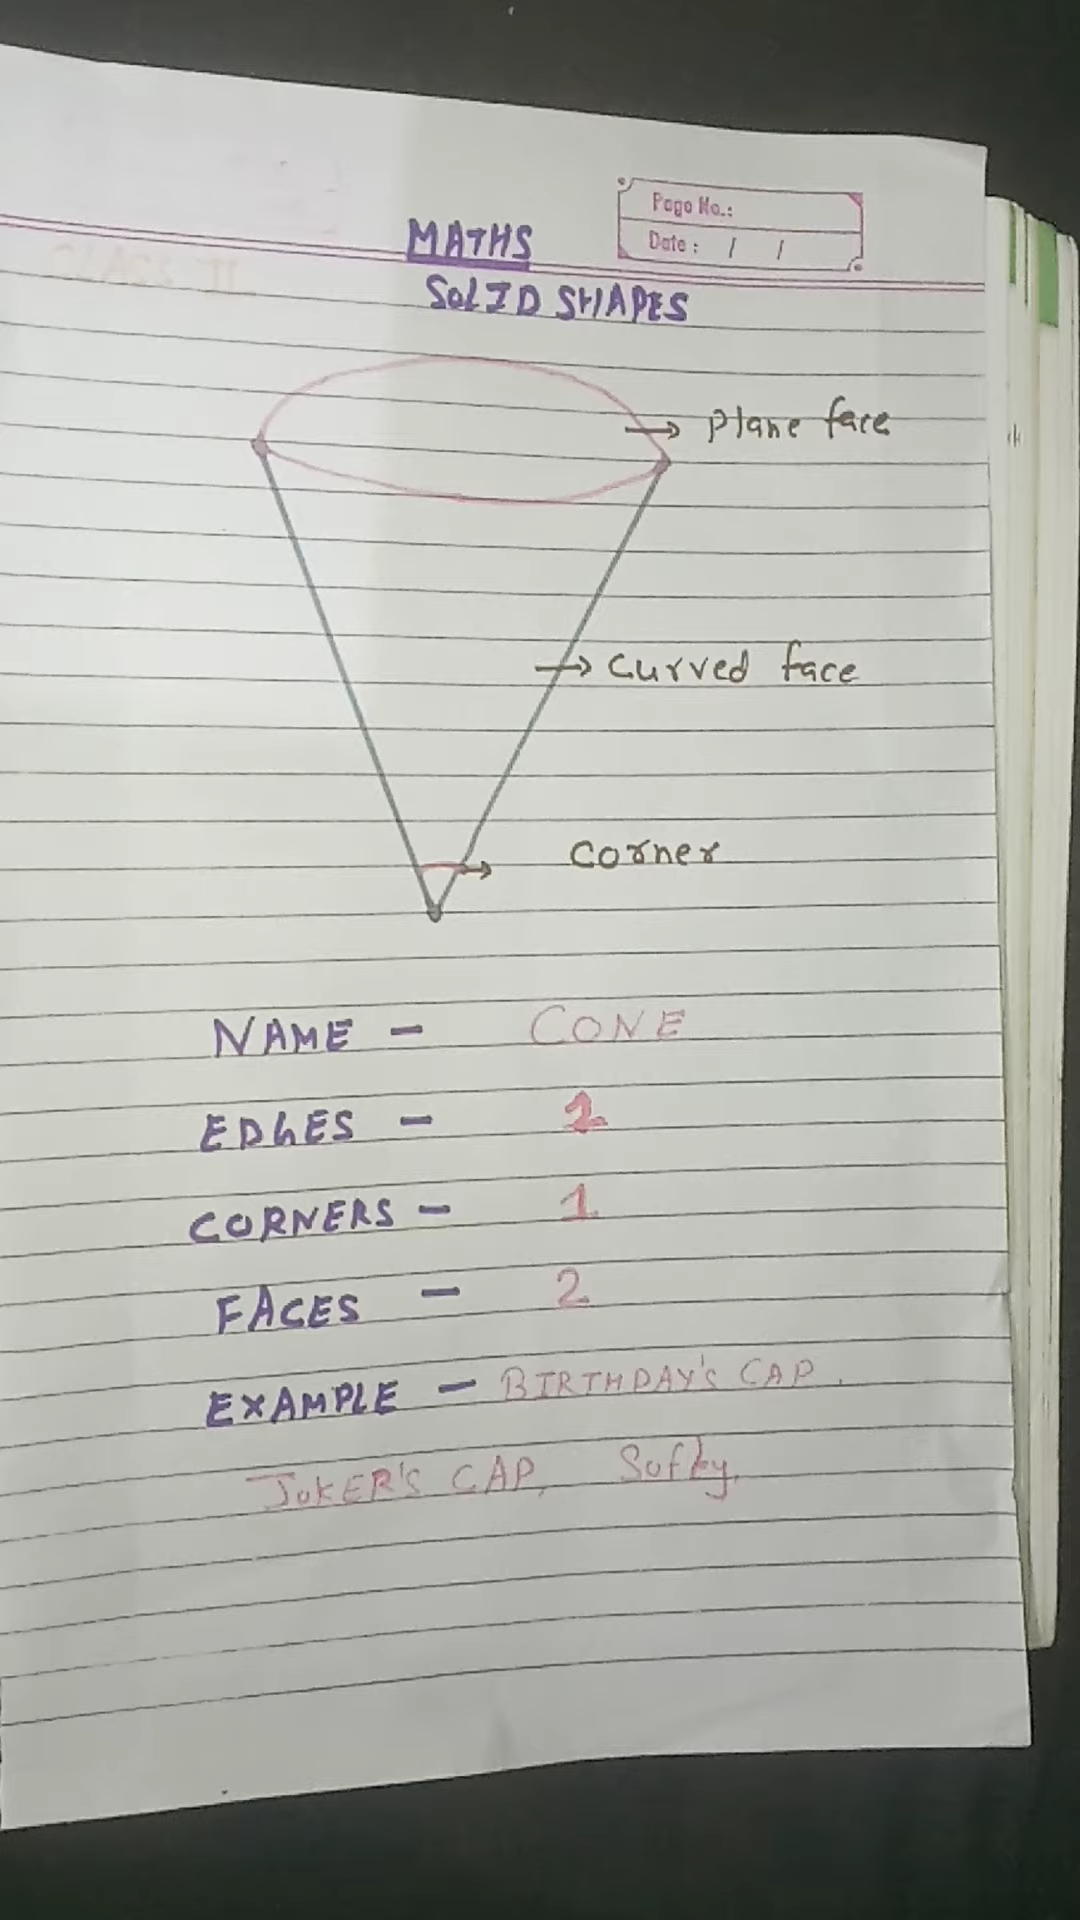 Page No.:
Date: / /
MATHS
SOLID SHAPES
→ Plane face
→ Curved face
→ Corner
NAME - CONE
EDGES - 1
CORNERS - 1
FACES - 2
EXAMPLE - BIRTHDAY'S CAP.
JOKER'S CAP, Softy.